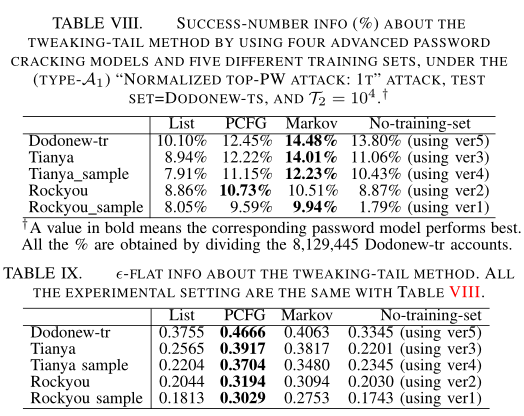 TABLE VIII. SUCCESS-NUMBER INFO (%) ABOUT THE
TWEAKING-TAIL METHOD BY USING FOUR ADVANCED PASSWORD
CRACKING MODELS AND FIVE DIFFERENT TRAINING SETS, UNDER THE
(TYPE-𝒜₁) “NORMALIZED TOP-PW ATTACK: 1T” ATTACK, TEST
SET=DODONEW-TS, AND 𝒯₂ = 10⁴.†
List PCFG Markov No-training-set
Dodonew-tr 10.10% 12.45% 14.48% 13.80% (using ver5)
Tianya 8.94% 12.22% 14.01% 11.06% (using ver3)
Tianya_sample 7.91% 11.15% 12.23% 10.43% (using ver4)
Rockyou 8.86% 10.73% 10.51% 8.87% (using ver2)
Rockyou_sample 8.05% 9.59% 9.94% 1.79% (using ver1)
†A value in bold means the corresponding password model performs best.
All the % are obtained by dividing the 8,129,445 Dodonew-tr accounts.
TABLE IX. ϵ-FLAT INFO ABOUT THE TWEAKING-TAIL METHOD. ALL
THE EXPERIMENTAL SETTING ARE THE SAME WITH TABLE VIII.
List PCFG Markov No-training-set
Dodonew-tr 0.3755 0.4666 0.4063 0.3345 (using ver5)
Tianya 0.2565 0.3917 0.3817 0.2201 (using ver3)
Tianya sample 0.2204 0.3704 0.3480 0.2345 (using ver4)
Rockyou 0.2044 0.3194 0.3094 0.2030 (using ver2)
Rockyou sample 0.1813 0.3029 0.2753 0.1743 (using ver1)